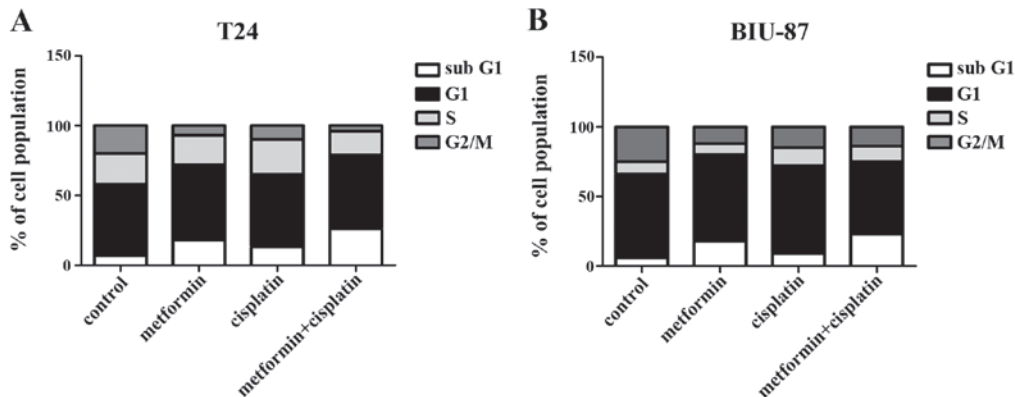 A
T24
% of cell population
150
100
50
0
control
metformin
cisplatin
metformin+cisplatin
sub G1
G1
S
G2/M
B
BIU-87
% of cell population
150
100
50
0
control
metformin
cisplatin
metformin+cisplatin
sub G1
G1
S
G2/M